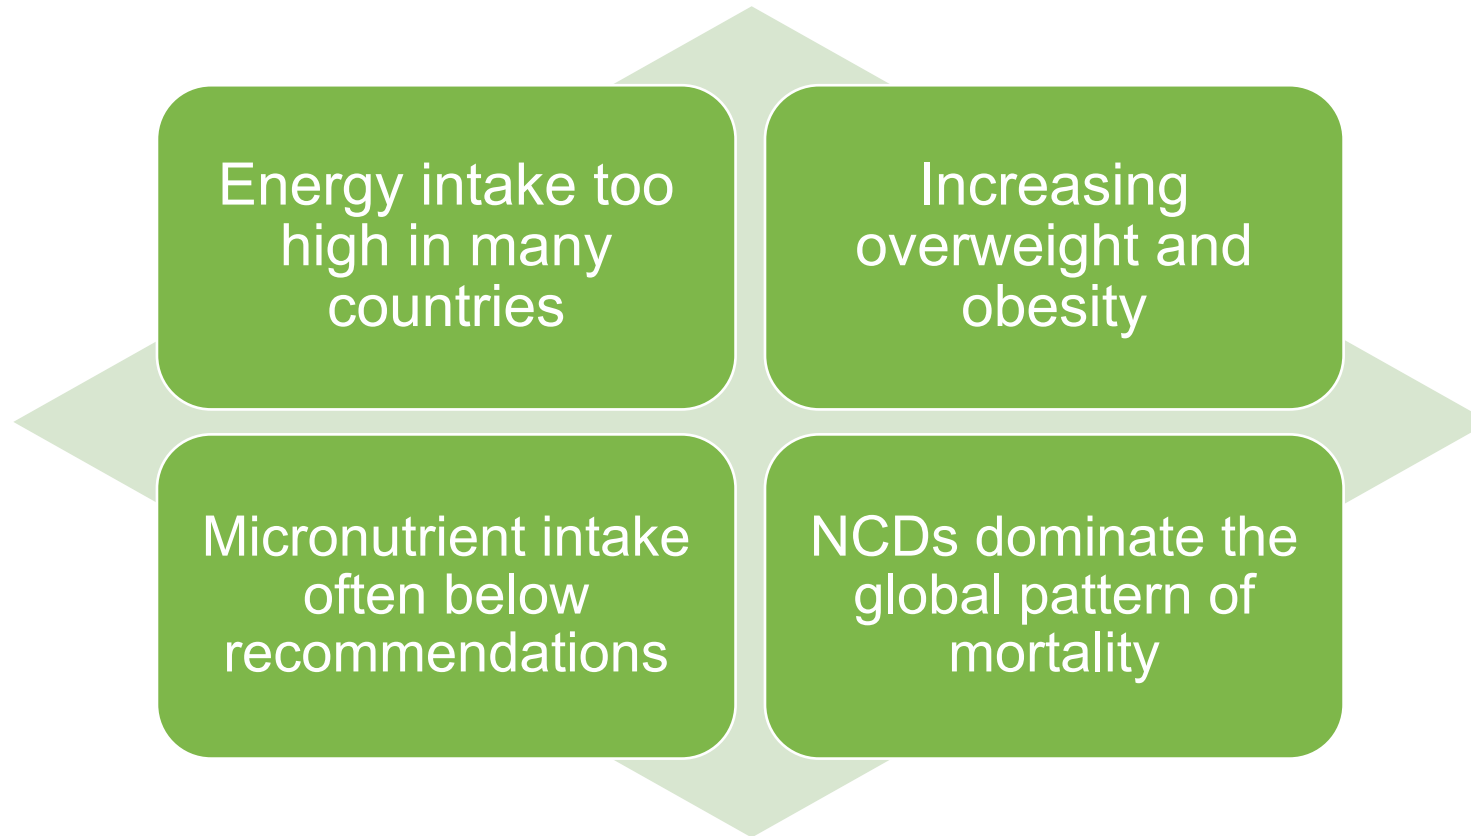 Energy intake too
high in many
countries
Increasing
overweight and
obesity
Micronutrient intake
often below
recommendations
NCDs dominate the
global pattern of
mortality